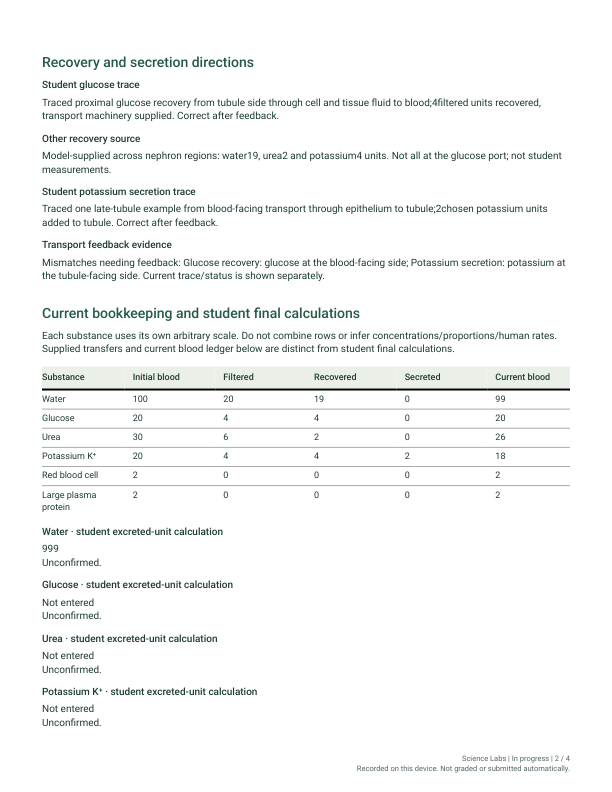 Recovery and secretion directions
Student glucose trace
Traced proximal glucose recovery from tubule side through cell and tissue fluid to blood;4filtered units recovered,
transport machinery supplied. Correct after feedback.
Other recovery source
Model-supplied across nephron regions: water19, urea2 and potassium4 units. Not all at the glucose port; not student
measurements.
Student potassium secretion trace
Traced one late-tubule example from blood-facing transport through epithelium to tubule;2chosen potassium units
added to tubule. Correct after feedback.
Transport feedback evidence
Mismatches needing feedback: Glucose recovery: glucose at the blood-facing side; Potassium secretion: potassium at
the tubule-facing side. Current trace/status is shown separately.
Current bookkeeping and student final calculations
Each substance uses its own arbitrary scale. Do not combine rows or infer concentrations/proportions/human rates.
Supplied transfers and current blood ledger below are distinct from student final calculations.
Substance Initial blood Filtered Recovered Secreted Current blood
Water 100 20 19 0 99
Glucose 20 4 4 0 20
Urea 30 6 2 0 26
Potassium K⁺ 20 4 4 2 18
Red blood cell 2 0 0 0 2
Large plasma 2 0 0 0 2
protein
Water · student excreted-unit calculation
999
Unconfirmed.
Glucose · student excreted-unit calculation
Not entered
Unconfirmed.
Urea · student excreted-unit calculation
Not entered
Unconfirmed.
Potassium K⁺ · student excreted-unit calculation
Not entered
Unconfirmed.
Science Labs | In progress | 2 / 4
Recorded on this device. Not graded or submitted automatically.